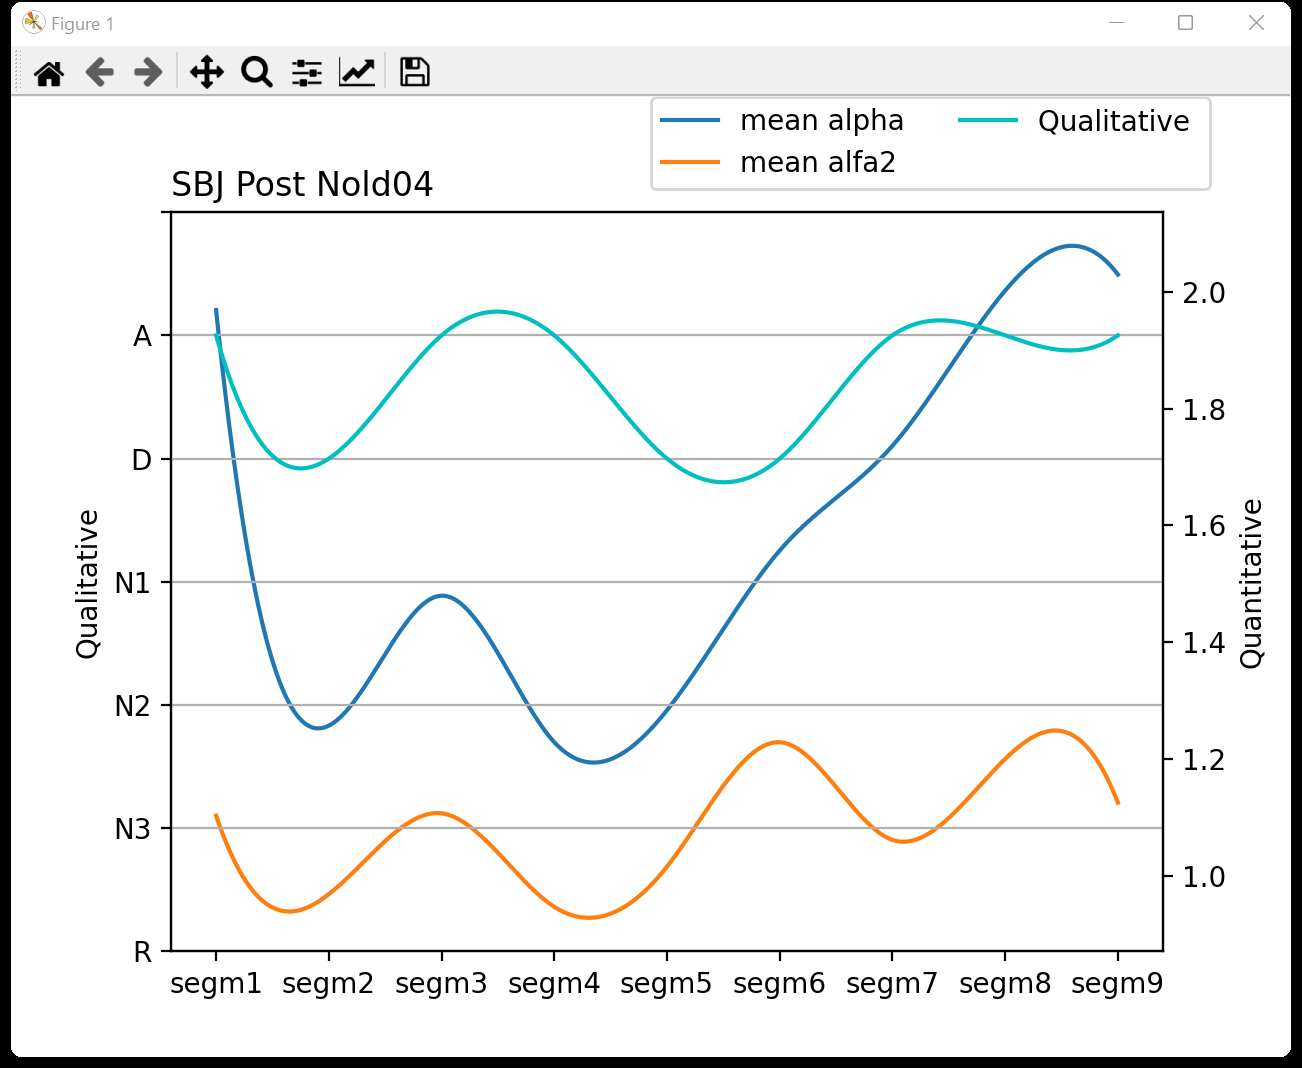 Figure 1
mean alpha
mean alfa2
Qualitative
SBJ Post Nold04
A
D
N1
N2
N3
R
Qualitative
2.0
1.8
1.6
1.4
1.2
1.0
Quantitative
segm1 segm2 segm3 segm4 segm5 segm6 segm7 segm8 segm9